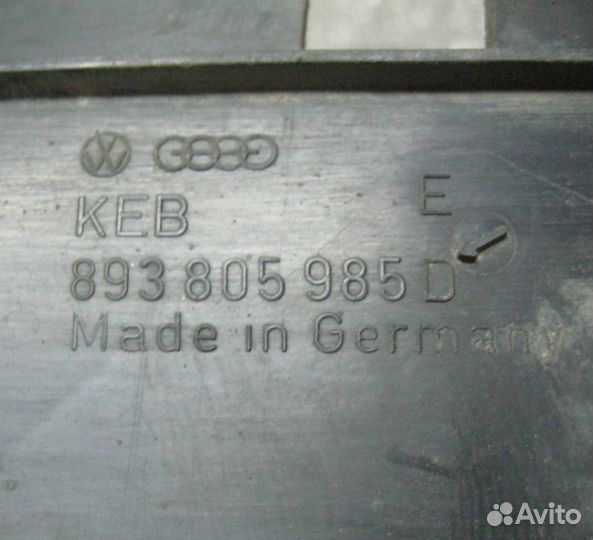 KEB
E
893 805 985 D
Made in Germany
Avito